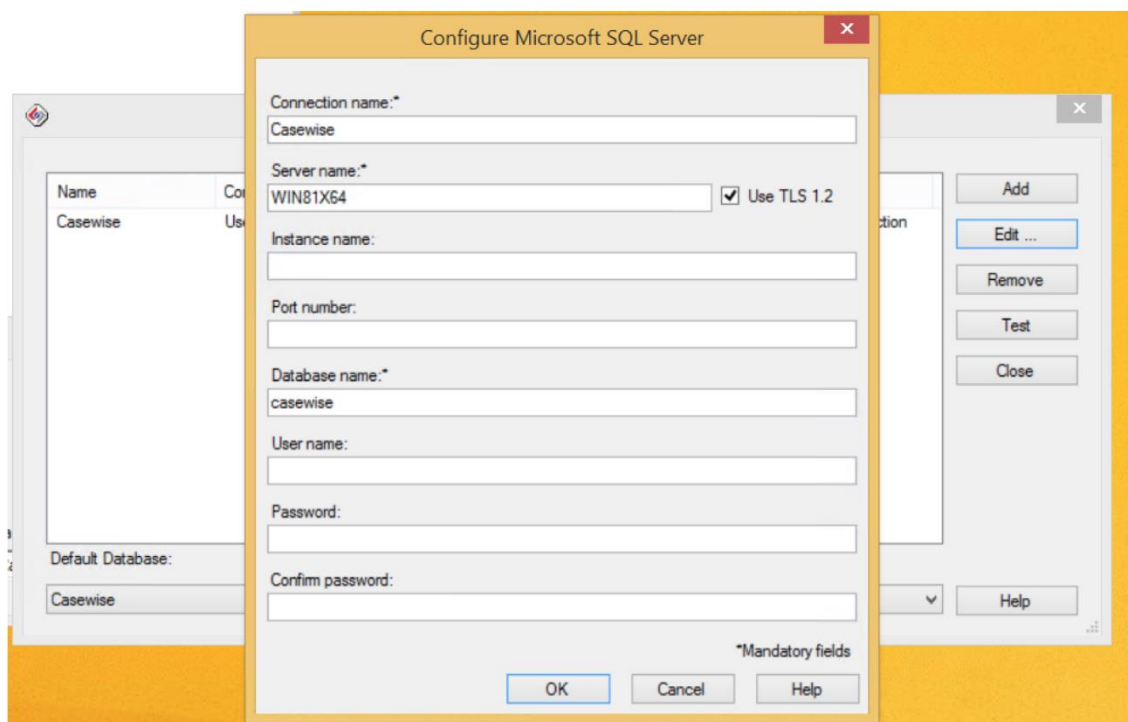 Configure Microsoft SQL Server
Connection name:*
Casewise
Server name:*
WIN81X64
Use TLS 1.2
Instance name:
Port number:
Database name:*
casewise
User name:
Password:
Confirm password:
*Mandatory fields
OK Cancel Help
Name
Casewise
Add
Edit ...
Remove
Test
Close
Default Database:
Casewise
Help